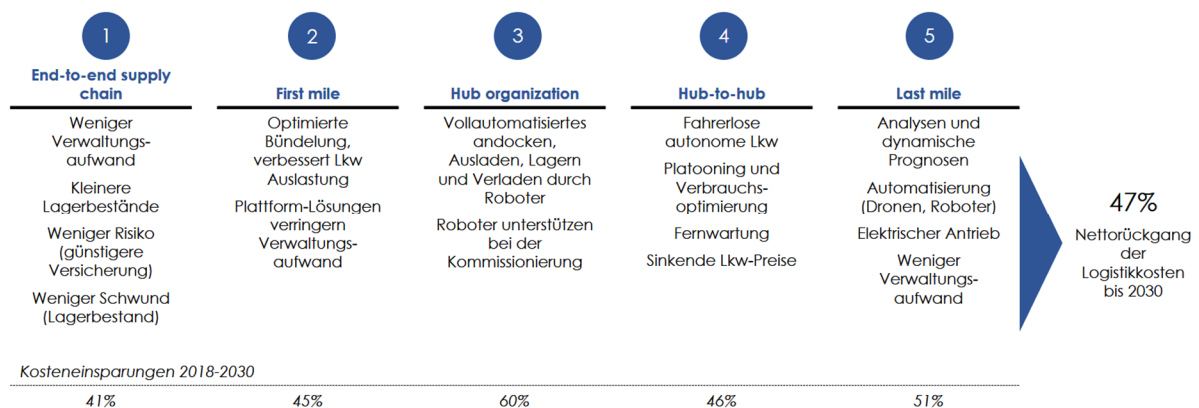 1
End-to-end supply
chain
Weniger
Verwaltungs-
aufwand
Kleinere
Lagerbestände
Weniger Risiko
(günstigere
Versicherung)
Weniger Schwund
(Lagerbestand)
2
First mile
Optimierte
Bündelung,
verbessert Lkw
Auslastung
Plattform-Lösungen
verringern
Verwaltungs-
aufwand
3
Hub organization
Vollautomatisiertes
andocken,
Ausladen, Lagern
und Verladen durch
Roboter
Roboter unterstützen
bei der
Kommissionierung
4
Hub-to-hub
Fahrerlose
autonome Lkw
Platooning und
Verbrauchs-
optimierung
Fernwartung
Sinkende Lkw-Preise
5
Last mile
Analysen und
dynamische
Prognosen
Automatisierung
(Dronen, Roboter)
Elektrischer Antrieb
Weniger
Verwaltungs-
aufwand
47%
Nettorückgang
der
Logistikkosten
bis 2030
Kosteneinsparungen 2018-2030
41% 45% 60% 46% 51%